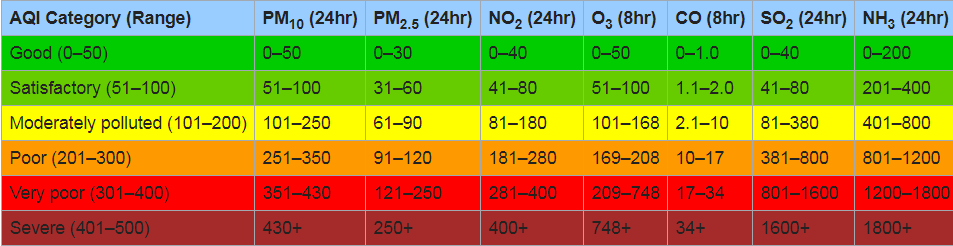 AQI Category (Range) PM₁₀ (24hr) PM₂.₅ (24hr) NO₂ (24hr) O₃ (8hr) CO (8hr) SO₂ (24hr) NH₃ (24hr)
Good (0–50) 0–50 0–30 0–40 0–50 0–1.0 0–40 0–200
Satisfactory (51–100) 51–100 31–60 41–80 51–100 1.1–2.0 41–80 201–400
Moderately polluted (101–200) 101–250 61–90 81–180 101–168 2.1–10 81–380 401–800
Poor (201–300) 251–350 91–120 181–280 169–208 10–17 381–800 801–1200
Very poor (301–400) 351–430 121–250 281–400 209–748 17–34 801–1600 1200–1800
Severe (401–500) 430+ 250+ 400+ 748+ 34+ 1600+ 1800+